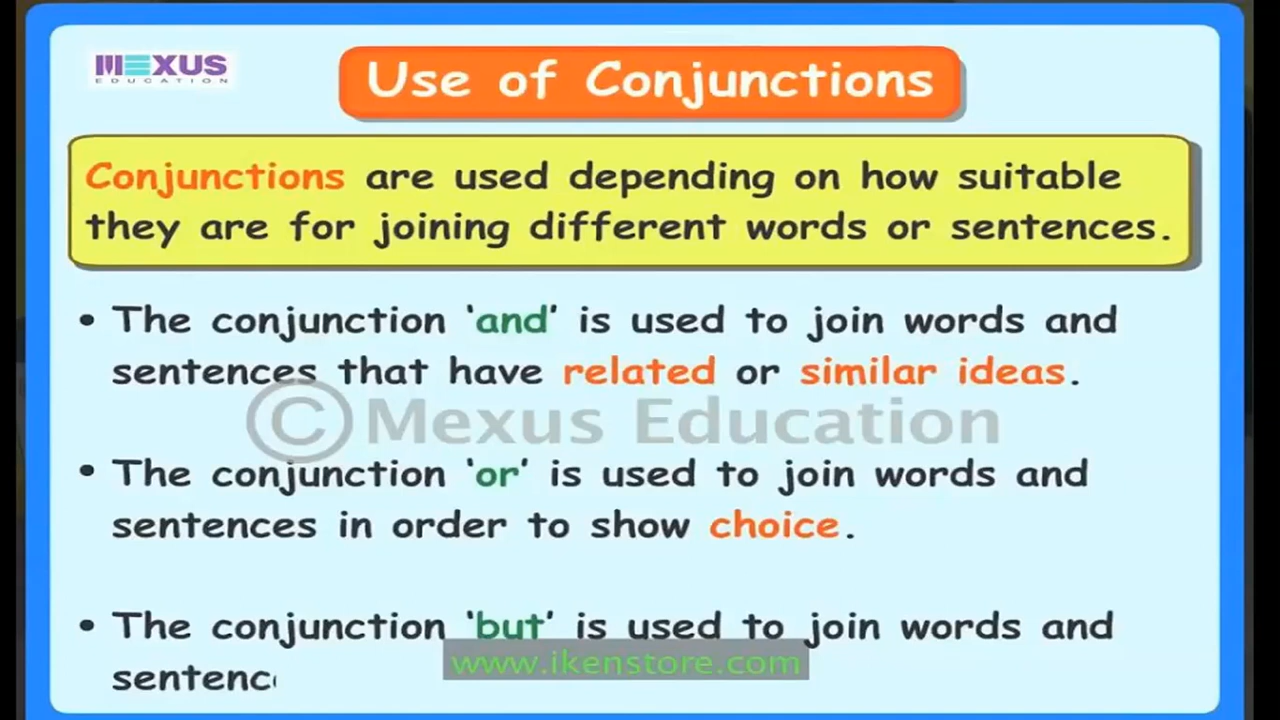 MEXUS
EDUCATION
Use of Conjunctions
Conjunctions are used depending on how suitable
they are for joining different words or sentences.
• The conjunction ‘and’ is used to join words and
sentences that have related or similar ideas.
© Mexus Education
• The conjunction ‘or’ is used to join words and
sentences in order to show choice.
• The conjunction ‘but’ is used to join words and
www.ikenstore.com